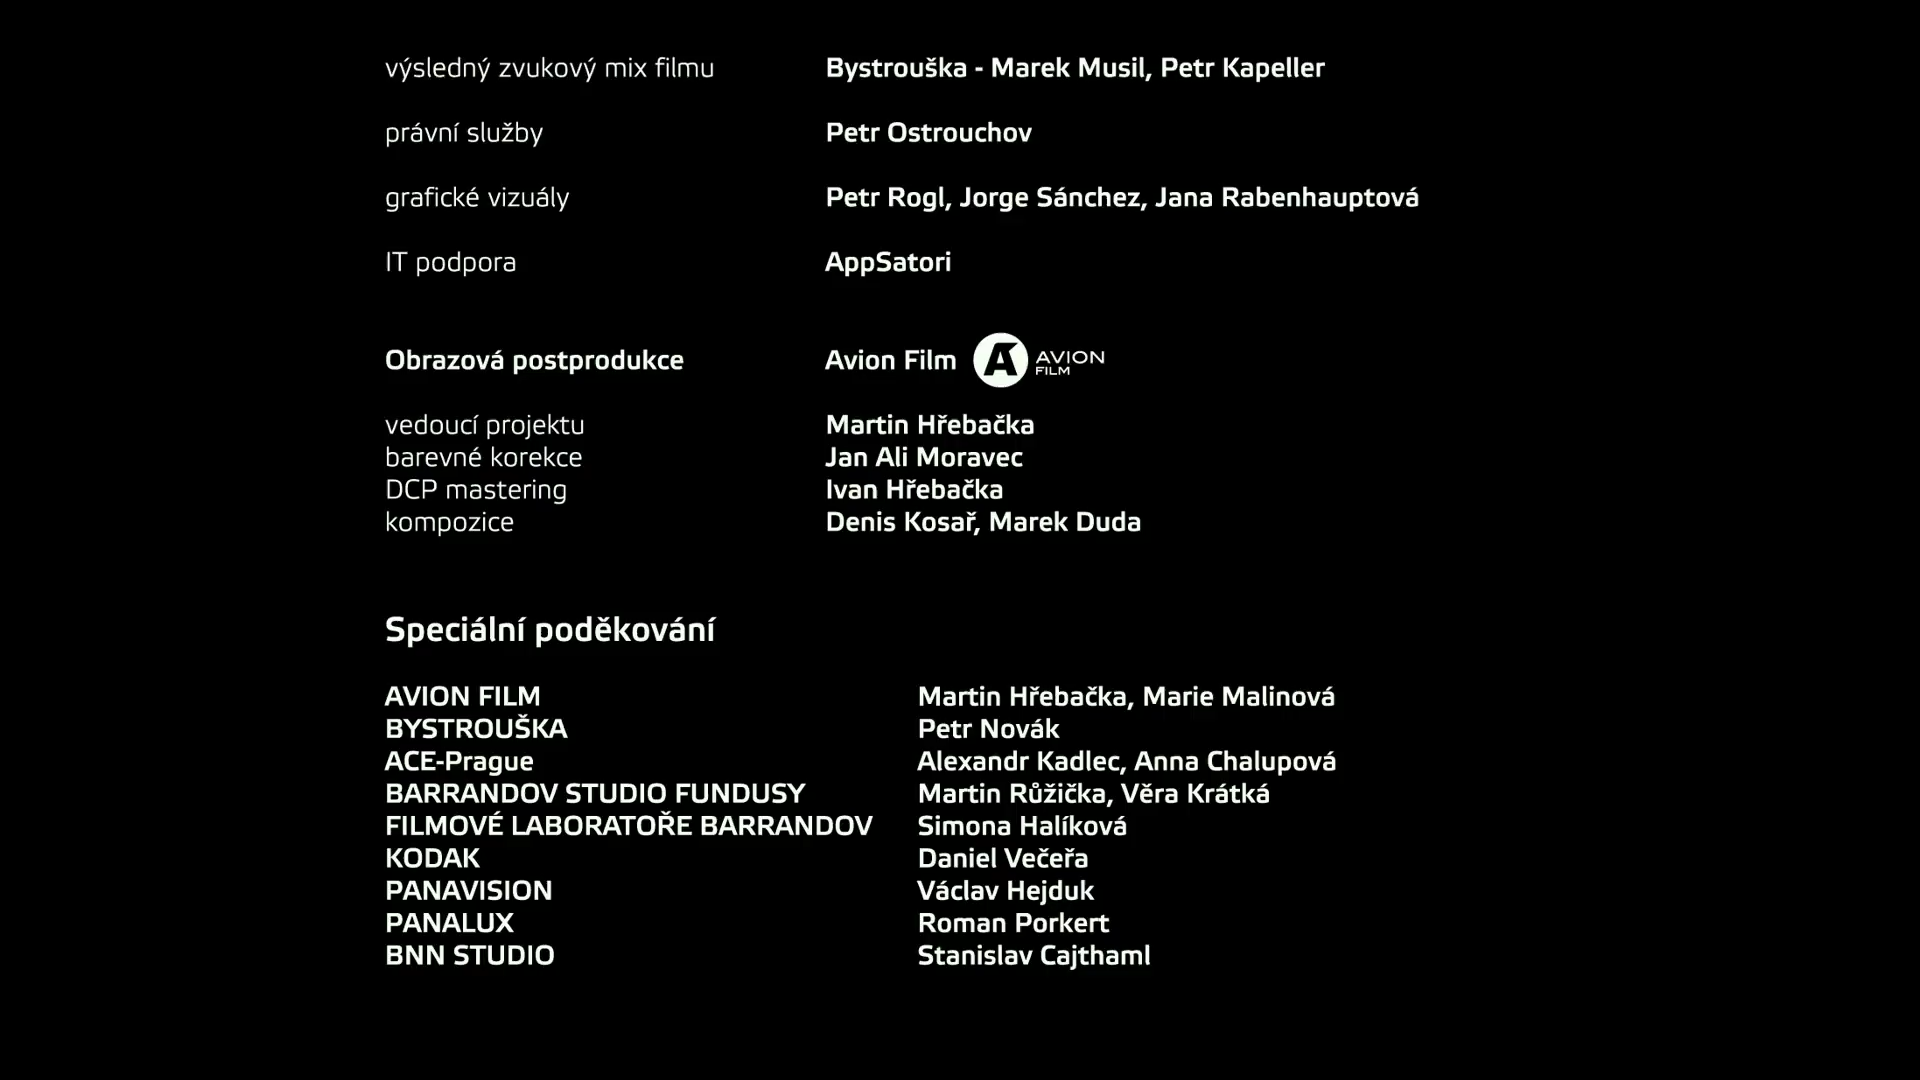 výsledný zvukový mix filmu Bystrouška - Marek Musil, Petr Kapeller
právní služby Petr Ostrouchov
grafické vizuály Petr Rogl, Jorge Sánchez, Jana Rabenhauptová
IT podpora AppSatori
Obrazová postprodukce Avion Film A AVION FILM
vedoucí projektu Martin Hřebačka
barevné korekce Jan Ali Moravec
DCP mastering Ivan Hřebačka
kompozice Denis Kosař, Marek Duda
Speciální poděkování
AVION FILM Martin Hřebačka, Marie Malinová
BYSTROUŠKA Petr Novák
ACE-Prague Alexandr Kadlec, Anna Chalupová
BARRANDOV STUDIO FUNDUSY Martin Růžička, Věra Krátká
FILMOVÉ LABORATOŘE BARRANDOV Simona Halíková
KODAK Daniel Večeřa
PANAVISION Václav Hejduk
PANALUX Roman Porkert
BNN STUDIO Stanislav Cajthaml